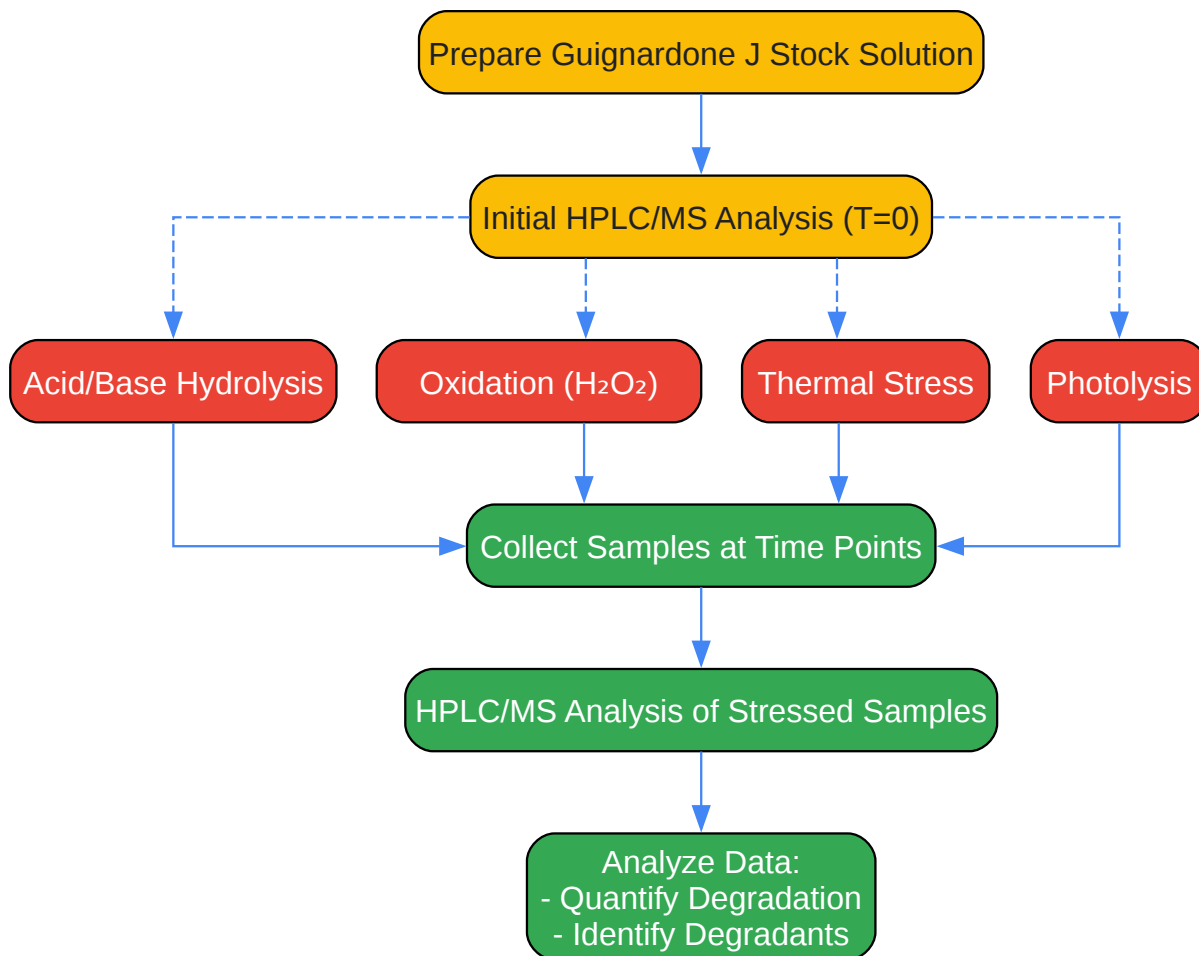 Prepare Guignardone J Stock Solution
Initial HPLC/MS Analysis (T=0)
Acid/Base Hydrolysis
Oxidation (H₂O₂)
Thermal Stress
Photolysis
Collect Samples at Time Points
HPLC/MS Analysis of Stressed Samples
Analyze Data:
- Quantify Degradation
- Identify Degradants